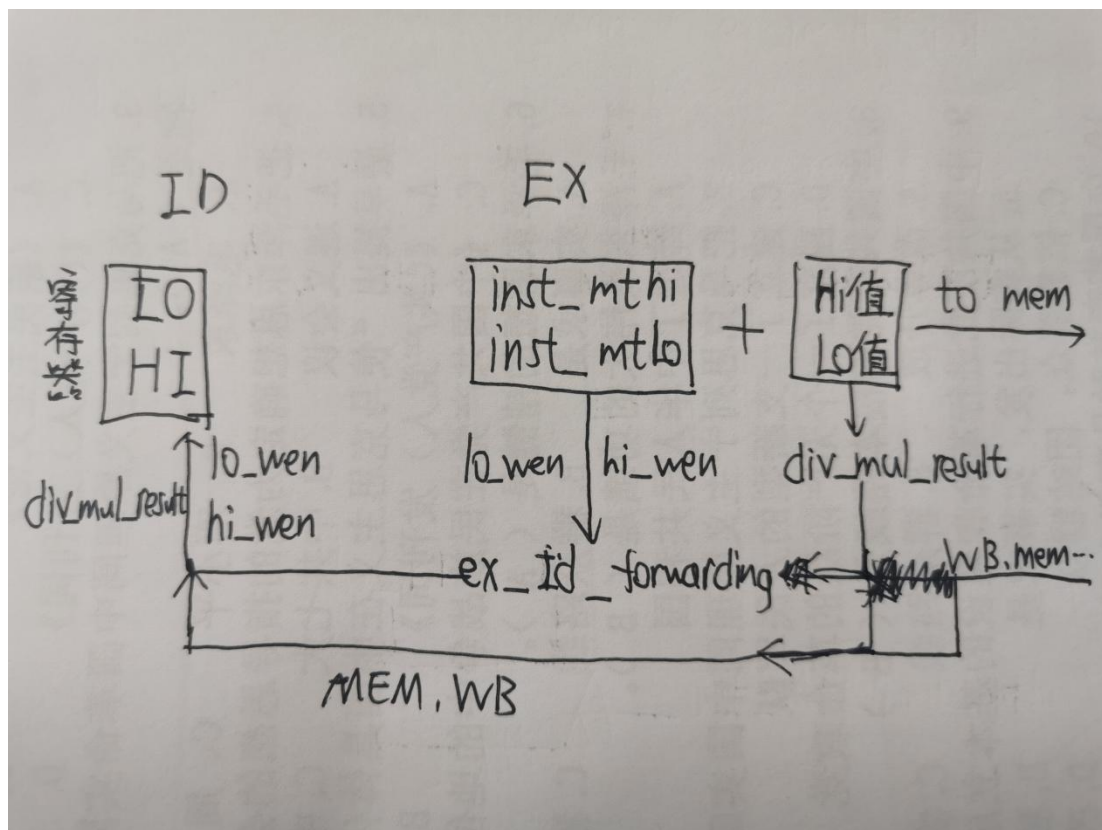 ID
EX
寄存器
IO
HI
inst_mthi
inst_mtLo
+
Hi值
Lo值
to mem
lo_wen
hi_wen
div_mul_result
lo_wen
hi_wen
div_mul_result
ex_Id_forwarding
WB.mem...
MEM.WB